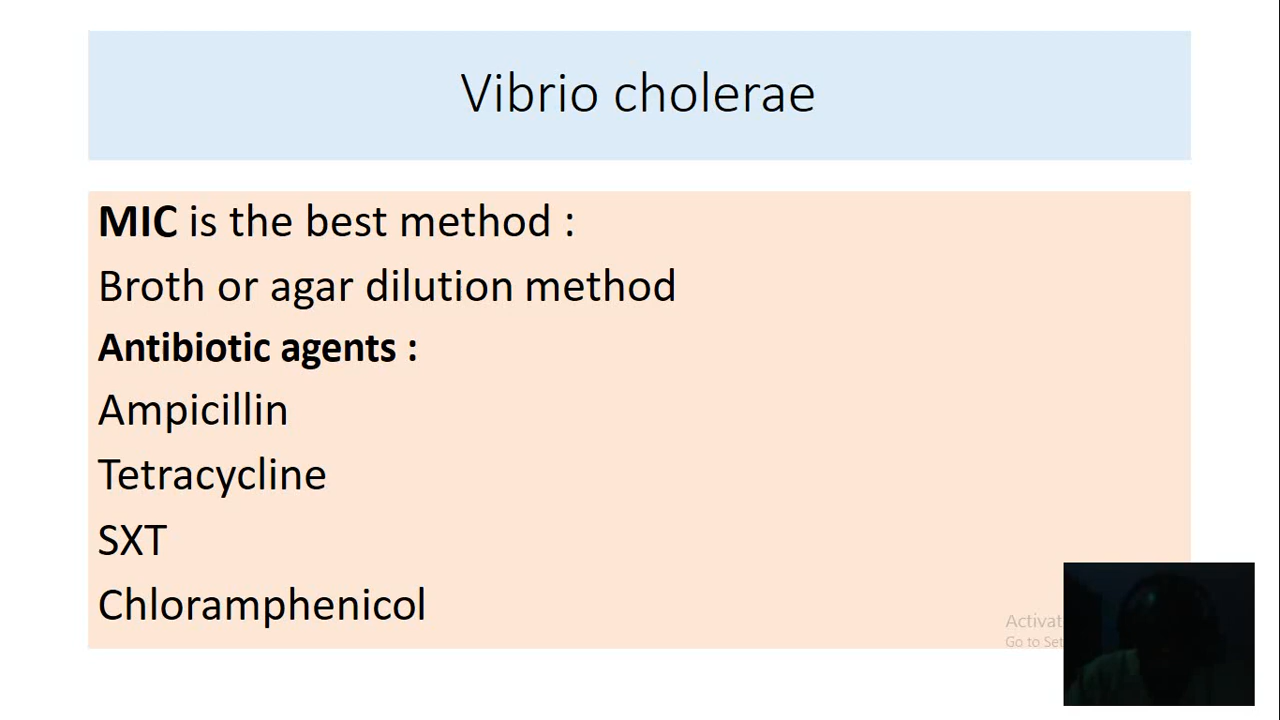 Vibrio cholerae
MIC is the best method :
Broth or agar dilution method
Antibiotic agents :
Ampicillin
Tetracycline
SXT
Chloramphenicol
Activat
Go to Set